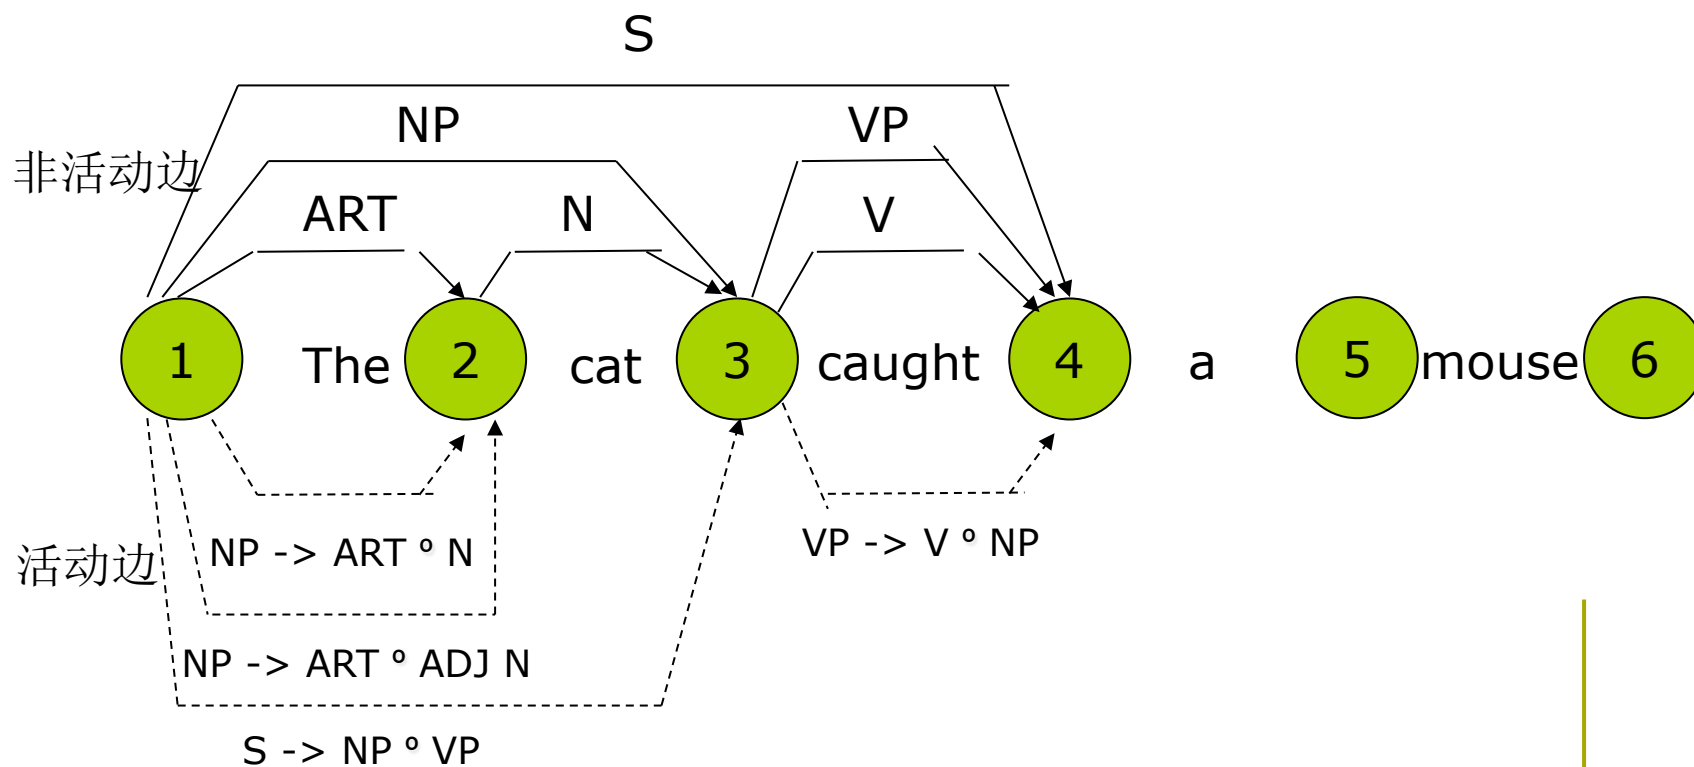 S
NP
VP
非活动边
ART
N
V
1 The 2 cat 3 caught 4 a 5 mouse 6
活动边
NP -> ART º N
VP -> V º NP
NP -> ART º ADJ N
S -> NP º VP